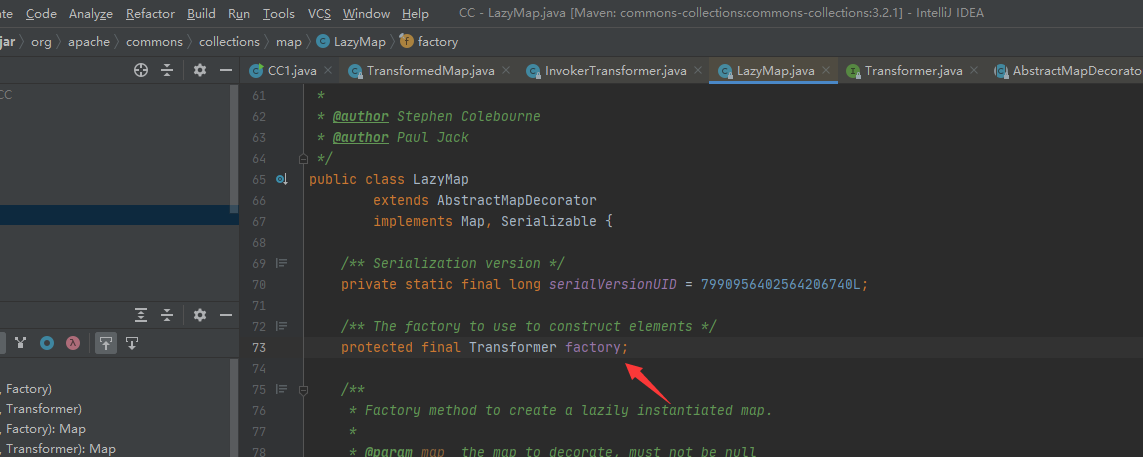 ate Code Analyze Refactor Build Run Tools VCS Window Help CC - LazyMap.java [Maven: commons-collections:commons-collections:3.2.1] - IntelliJ IDEA
jar org apache commons collections map LazyMap factory
CC1.java TransformedMap.java InvokerTransformer.java LazyMap.java Transformer.java AbstractMapDecorato
CC
61 *
62 * @author Stephen Colebourne
63 * @author Paul Jack
64 */
65 public class LazyMap
66 extends AbstractMapDecorator
67 implements Map, Serializable {
68
69 /** Serialization version */
70 private static final long serialVersionUID = 7990956402564206740L;
71
72 /** The factory to use to construct elements */
73 protected final Transformer factory;
74
75 /**
76 * Factory method to create a lazily instantiated map.
77 *
78 * @param map the map to decorate, must not be null
, Factory)
, Transformer)
, Factory): Map
, Transformer): Map